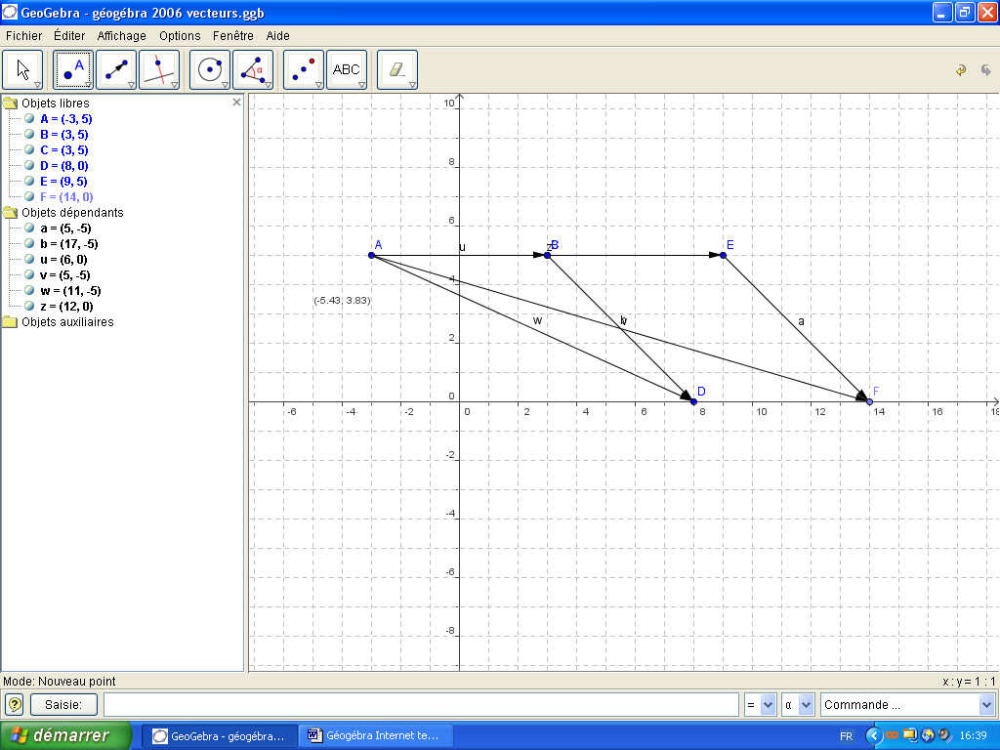 GeoGebra - géogébra 2006 vecteurs.ggb
Fichier Éditer Affichage Options Fenêtre Aide
A α ABC
Objets libres
A = (-3, 5)
B = (3, 5)
C = (3, 5)
D = (8, 0)
E = (9, 5)
F = (14, 0)
Objets dépendants
a = (5, -5)
b = (17, -5)
u = (6, 0)
v = (5, -5)
w = (11, -5)
z = (12, 0)
Objets auxiliaires
10
8
6
A u z B E
4
(-5.43, 3.83)
w b v a
2
D F
0
-6 -4 -2 0 2 4 6 8 10 12 14 16 18
-2
-4
-6
-8
Mode: Nouveau point x : y = 1 : 1
? Saisie: = α Commande ...
démarrer GeoGebra - géogébra... Géogébra Internet te... FR 16:39